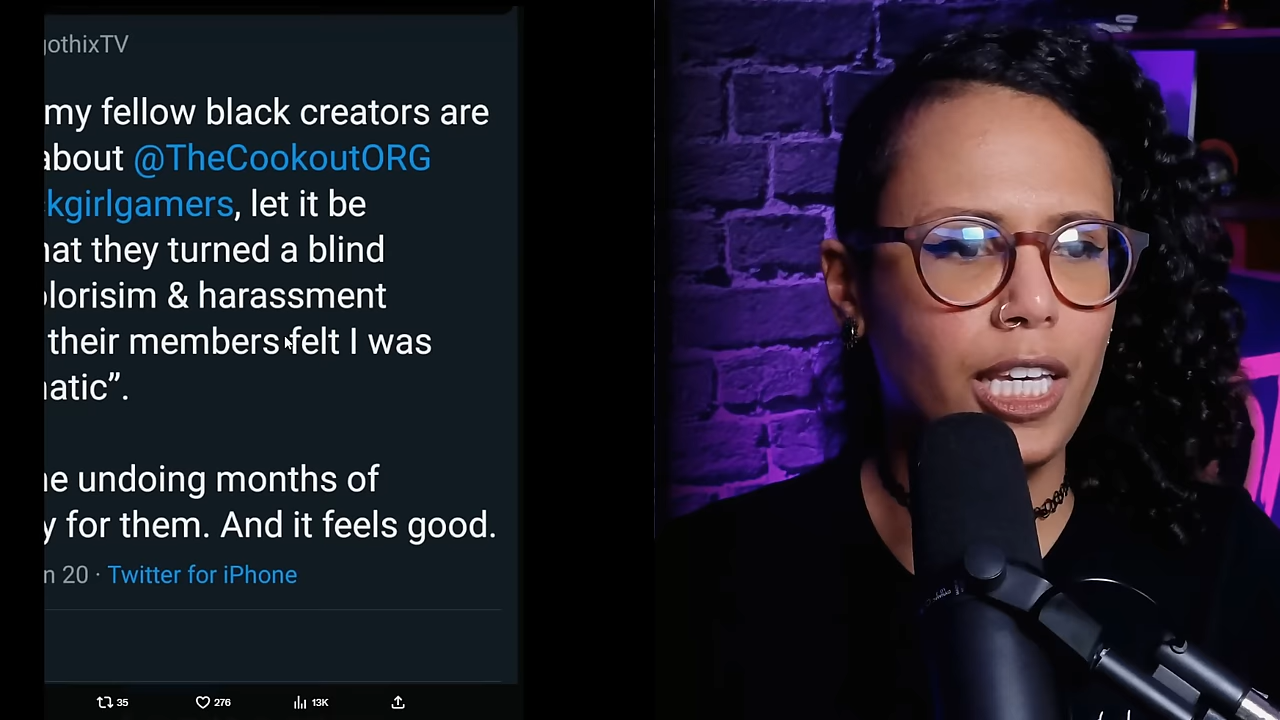 gothixTV
my fellow black creators are
about @TheCookoutORG
kgirlgamers, let it be
hat they turned a blind
olorisim & harassment
their members felt I was
natic”.
he undoing months of
y for them. And it feels good.
n 20 · Twitter for iPhone
35 276 13K